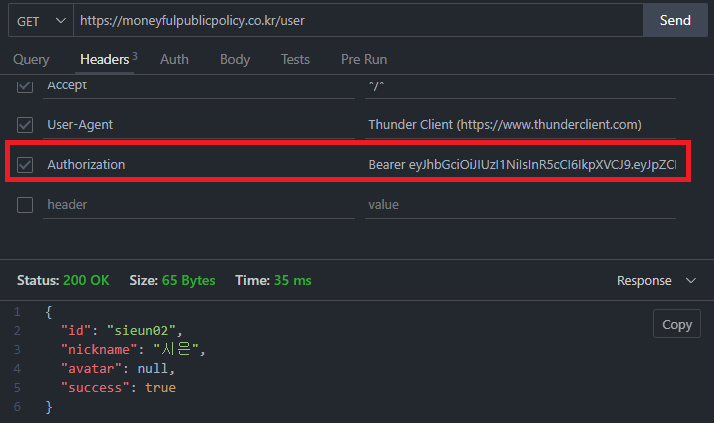 GET https://moneyfulpublicpolicy.co.kr/user Send
Query Headers 3 Auth Body Tests Pre Run
Accept */*
User-Agent Thunder Client (https://www.thunderclient.com)
Authorization Bearer eyJhbGciOiJIUzI1NiIsInR5cCI6IkpXVCJ9.eyJpZCI
header value
Status: 200 OK Size: 65 Bytes Time: 35 ms Response
1 {
2 "id": "sieun02",
3 "nickname": "시은",
4 "avatar": null,
5 "success": true
6 }
Copy